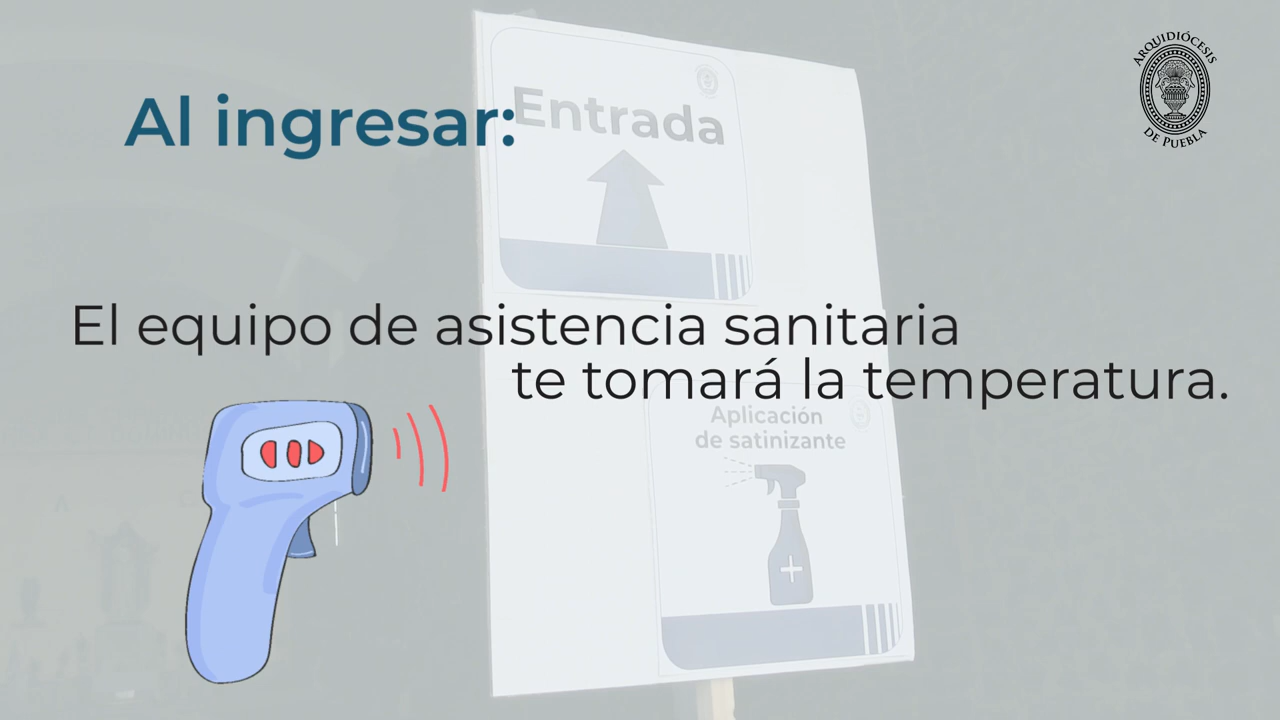 ARQUIDIÓCESIS
DE PUEBLA
Al ingresar:
Entrada
El equipo de asistencia sanitaria
te tomará la temperatura.
Aplicación
de satinizante